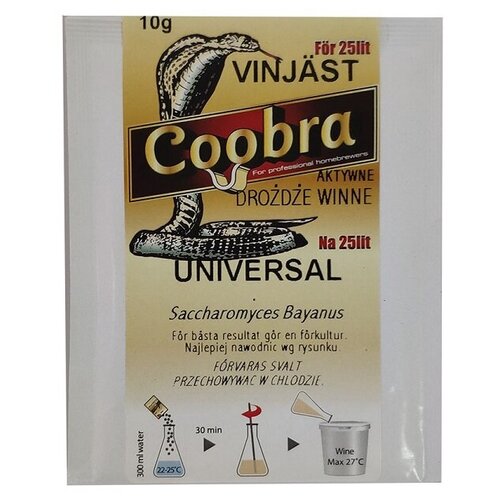 10g
För 25lit
VINJÄST
Coobra
For professional homebrewers
AKTYWNE
DROŻDŻE WINNE
Na 25lit
UNIVERSAL
Saccharomyces Bayanus
För bästa resultat gör en förkultur.
Najlepiej nawodnic wg rysunku.
FÖRVARAS SVALT
PRZECHOWYWAĆ W CHLODZIE.
300 ml water
22-25°C
30 min
Wine
Max 27°C